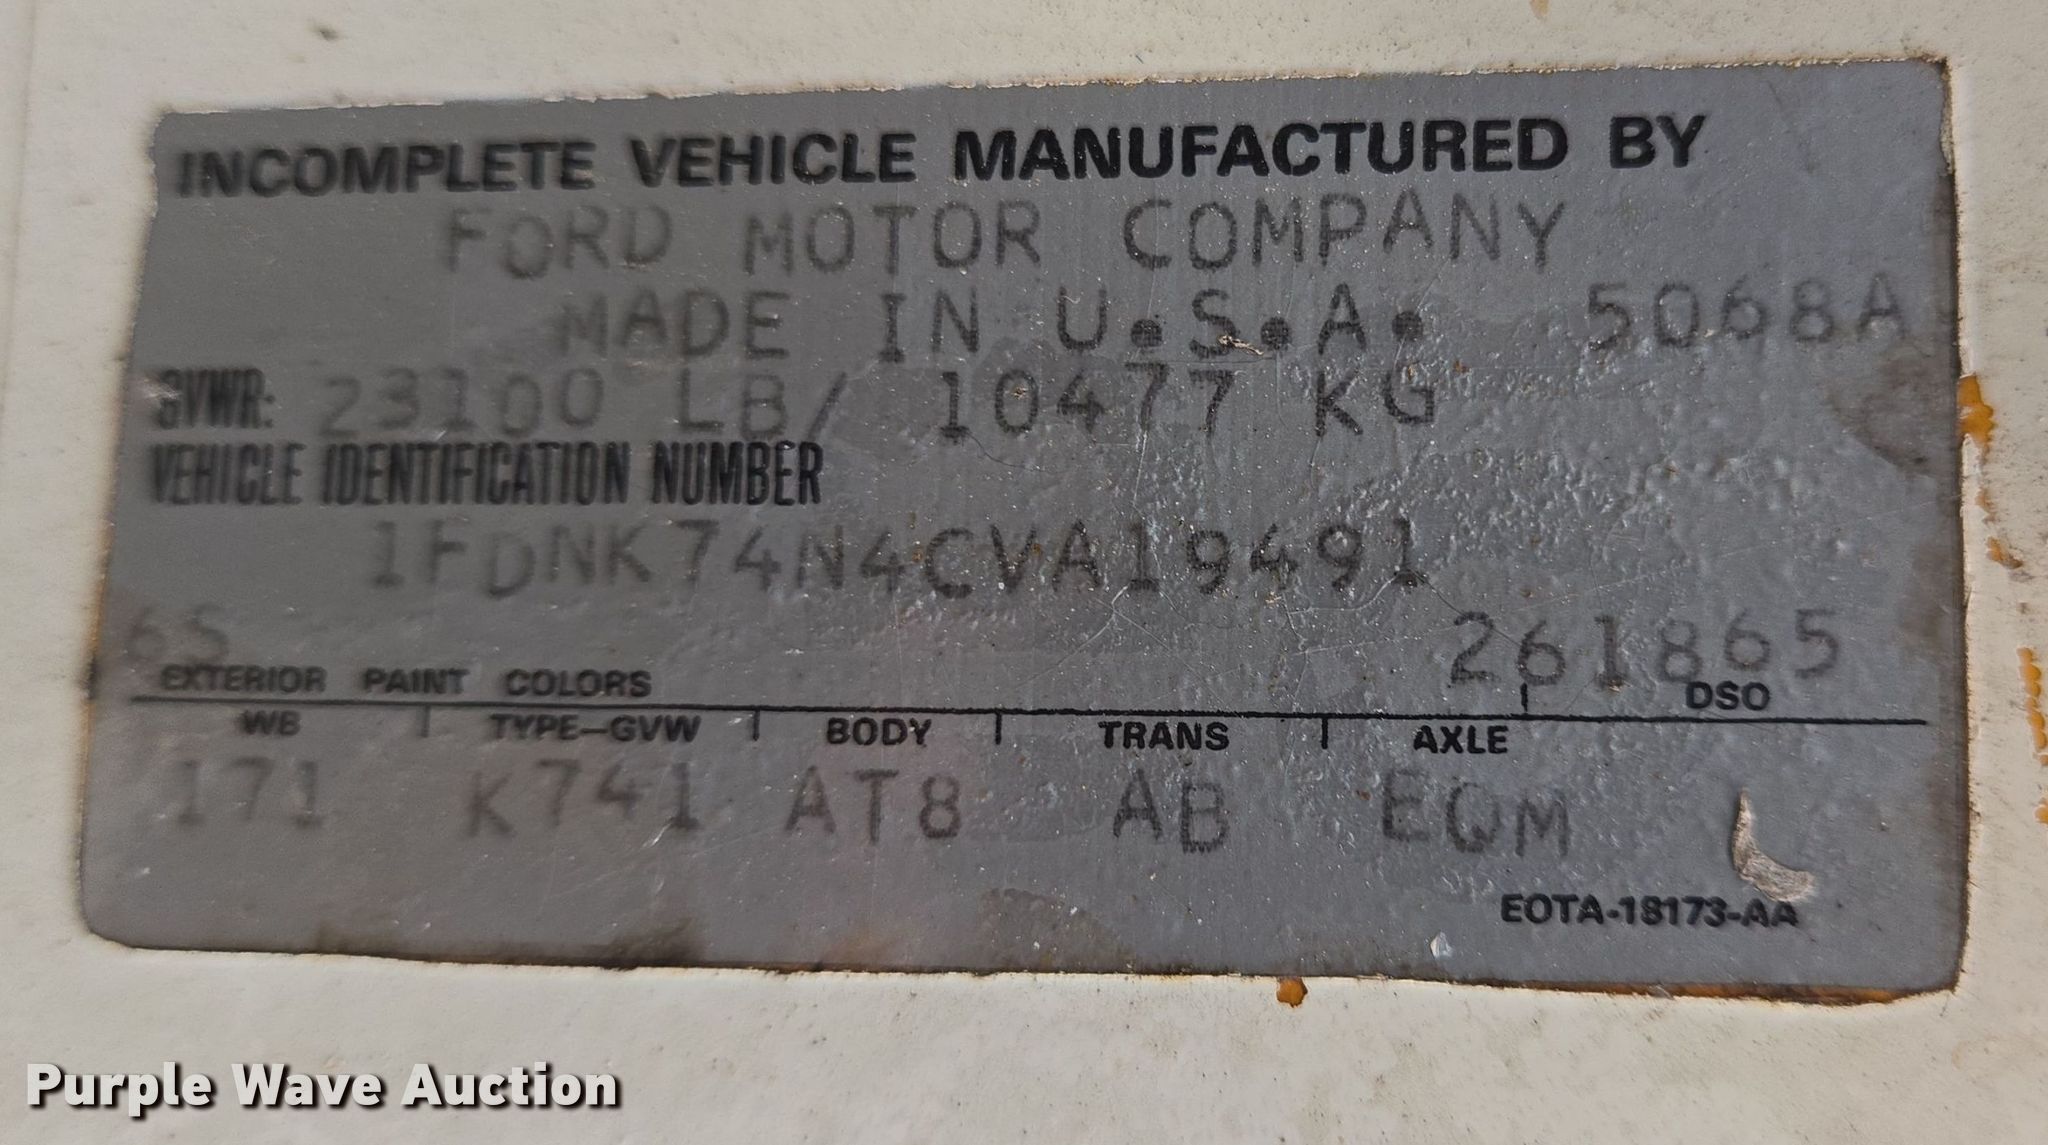 INCOMPLETE VEHICLE MANUFACTURED BY
FORD MOTOR COMPANY
MADE IN U.S.A. 5068A
GVWR: 23100 LB/ 10477 KG
VEHICLE IDENTIFICATION NUMBER
1FDNK74N4CVA19491
6S 261865
EXTERIOR PAINT COLORS DSO
WB TYPE-GVW BODY TRANS AXLE
171 K741 AT8 AB EQM
EOTA-18173-AA
Purple Wave Auction